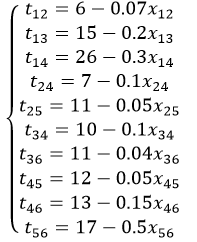 t₁₂ = 6 − 0.07x₁₂
t₁₃ = 15 − 0.2x₁₃
t₁₄ = 26 − 0.3x₁₄
t₂₄ = 7 − 0.1x₂₄
t₂₅ = 11 − 0.05x₂₅
t₃₄ = 10 − 0.1x₃₄
t₃₆ = 11 − 0.04x₃₆
t₄₅ = 12 − 0.05x₄₅
t₄₆ = 13 − 0.15x₄₆
t₅₆ = 17 − 0.5x₅₆